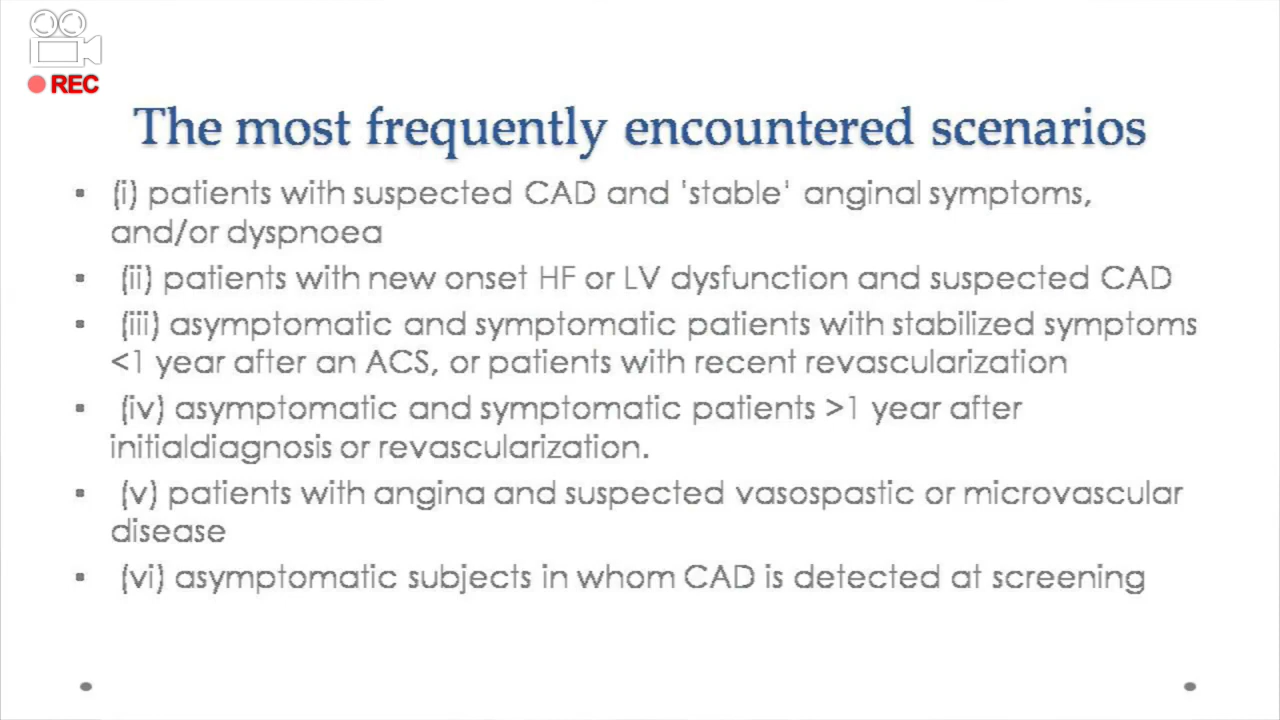 REC
The most frequently encountered scenarios
▪ (i) patients with suspected CAD and 'stable' anginal symptoms,
and/or dyspnoea
▪ (ii) patients with new onset HF or LV dysfunction and suspected CAD
▪ (iii) asymptomatic and symptomatic patients with stabilized symptoms
<1 year after an ACS, or patients with recent revascularization
▪ (iv) asymptomatic and symptomatic patients >1 year after
initialdiagnosis or revascularization.
▪ (v) patients with angina and suspected vasospastic or microvascular
disease
▪ (vi) asymptomatic subjects in whom CAD is detected at screening